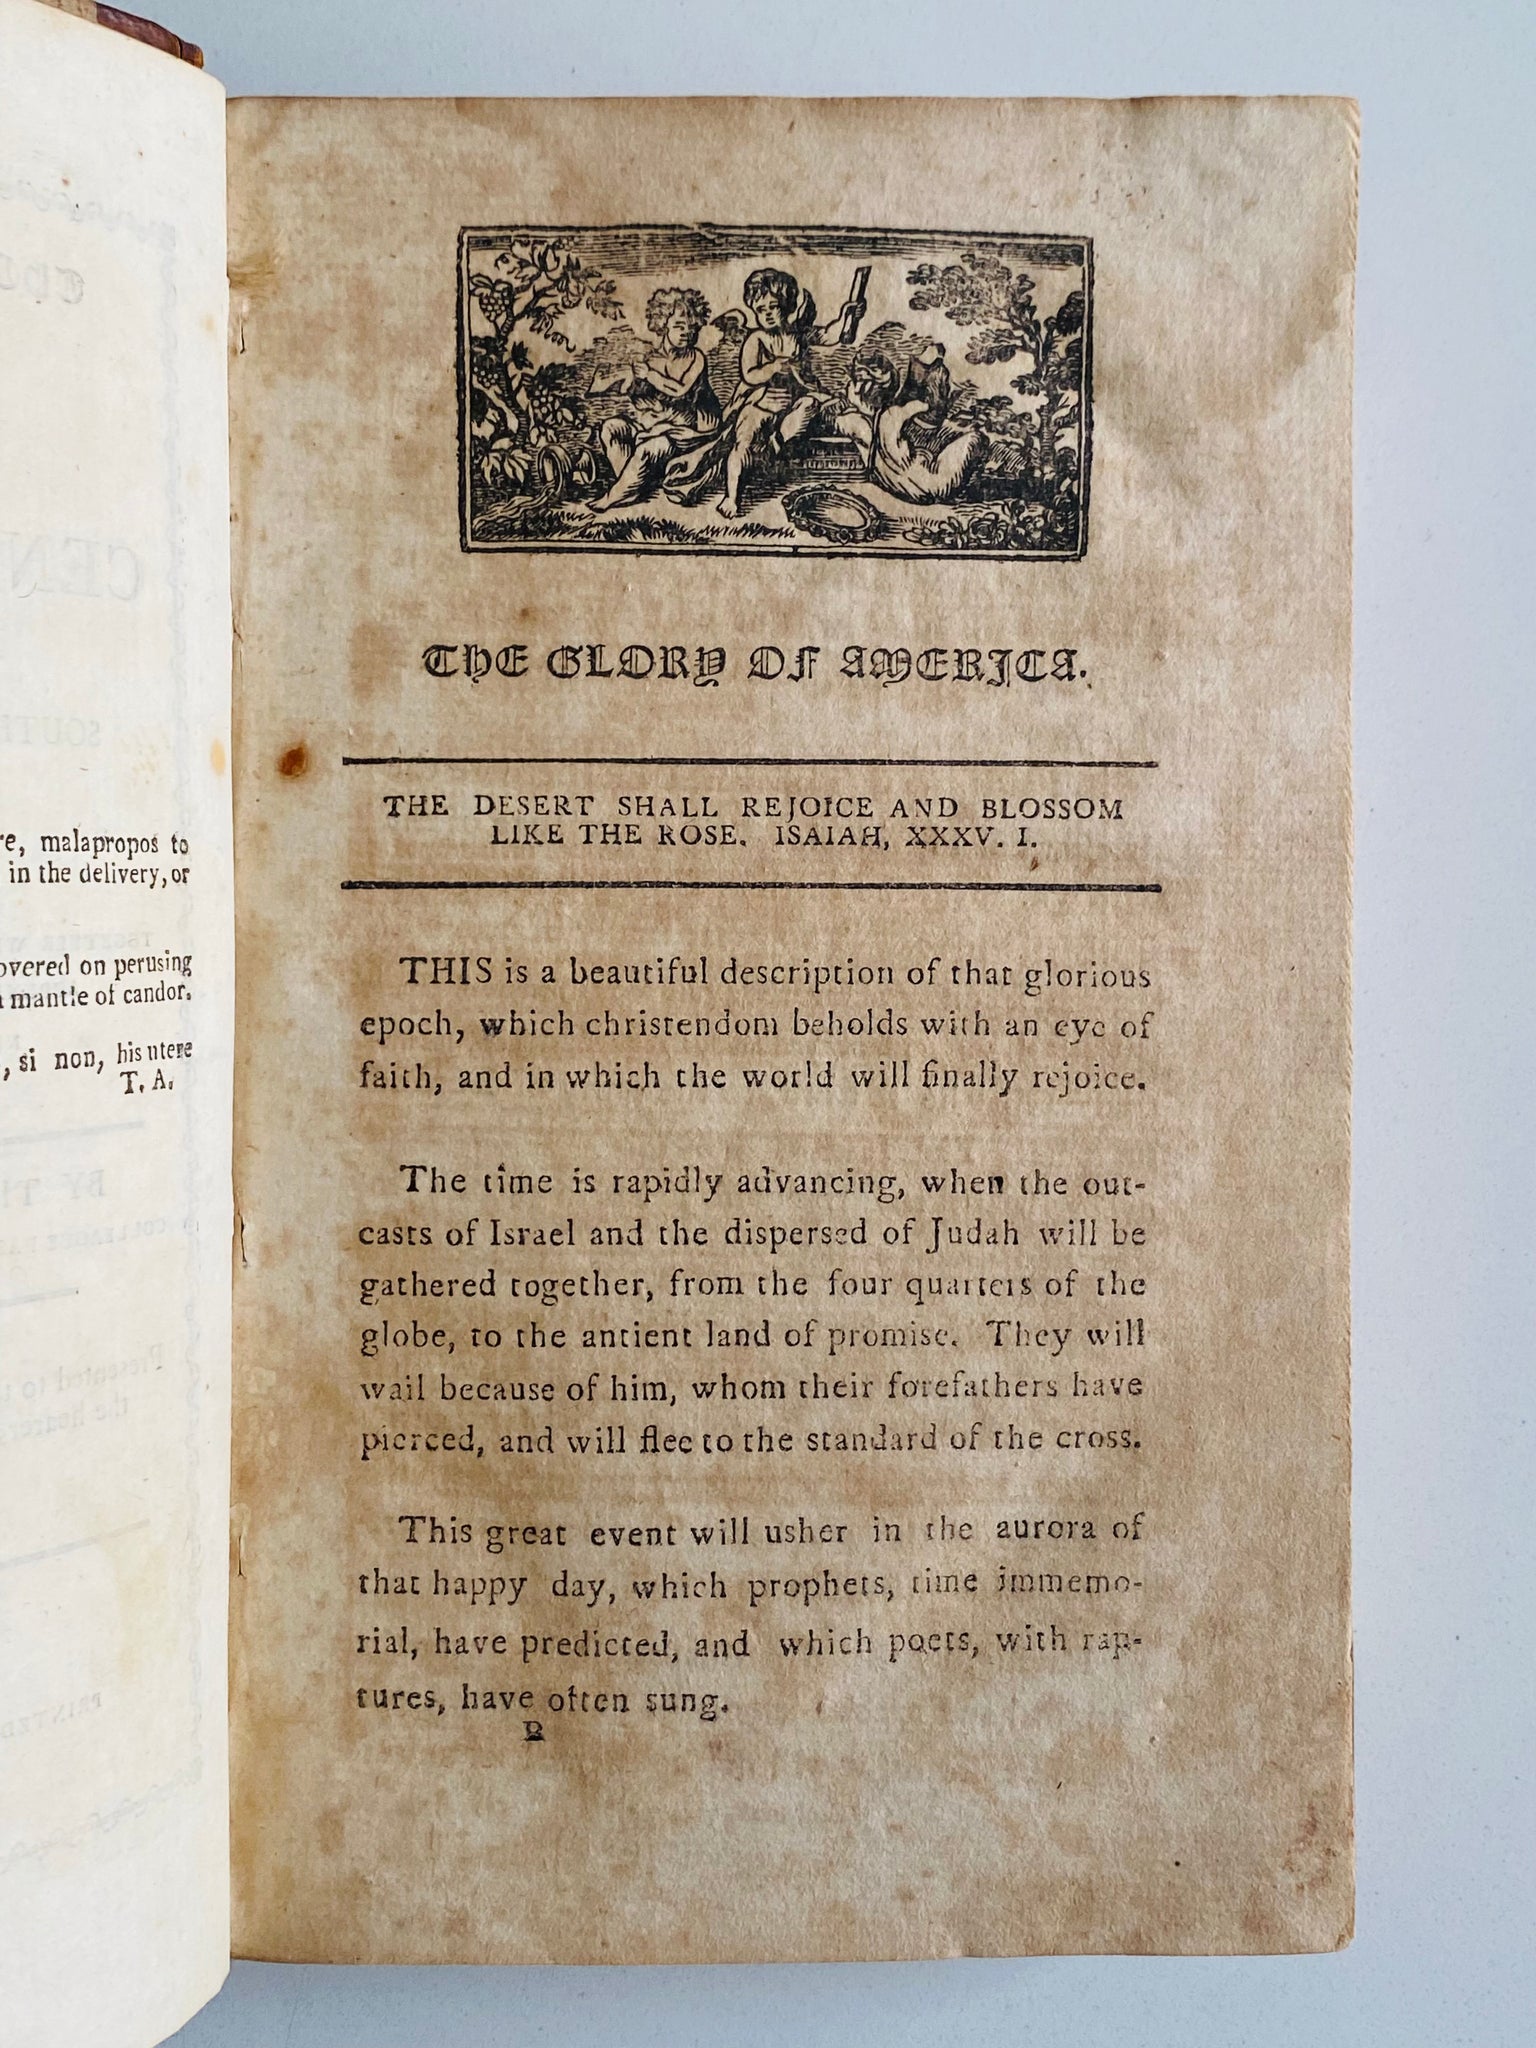 re, malapropos to
in the delivery, or
overed on perusing
mantle of candor.
, si non, his utere
T. A.
THE GLORY OF AMERICA.
THE DESERT SHALL REJOICE AND BLOSSOM
LIKE THE ROSE. ISAIAH, XXXV. I.
THIS is a beautiful description of that glorious
epoch, which christendom beholds with an eye of
faith, and in which the world will finally rejoice.
The time is rapidly advancing, when the out-
casts of Israel and the dispersed of Judah will be
gathered together, from the four quarters of the
globe, to the antient land of promise. They will
wail because of him, whom their forefathers have
pierced, and will flee to the standard of the cross.
This great event will usher in the aurora of
that happy day, which prophets, time immemo-
rial, have predicted, and which poets, with rap-
tures, have often sung.
B